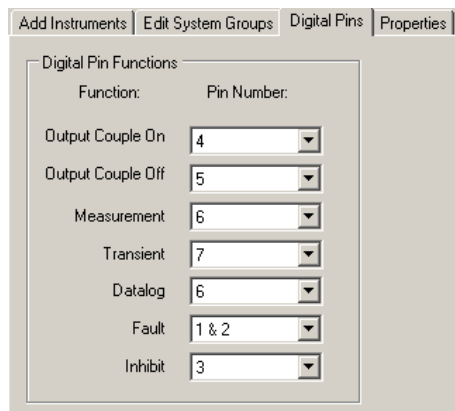 Add Instruments Edit System Groups Digital Pins Properties
Digital Pin Functions
Function: Pin Number:
Output Couple On 4
Output Couple Off 5
Measurement 6
Transient 7
Datalog 6
Fault 1 & 2
Inhibit 3